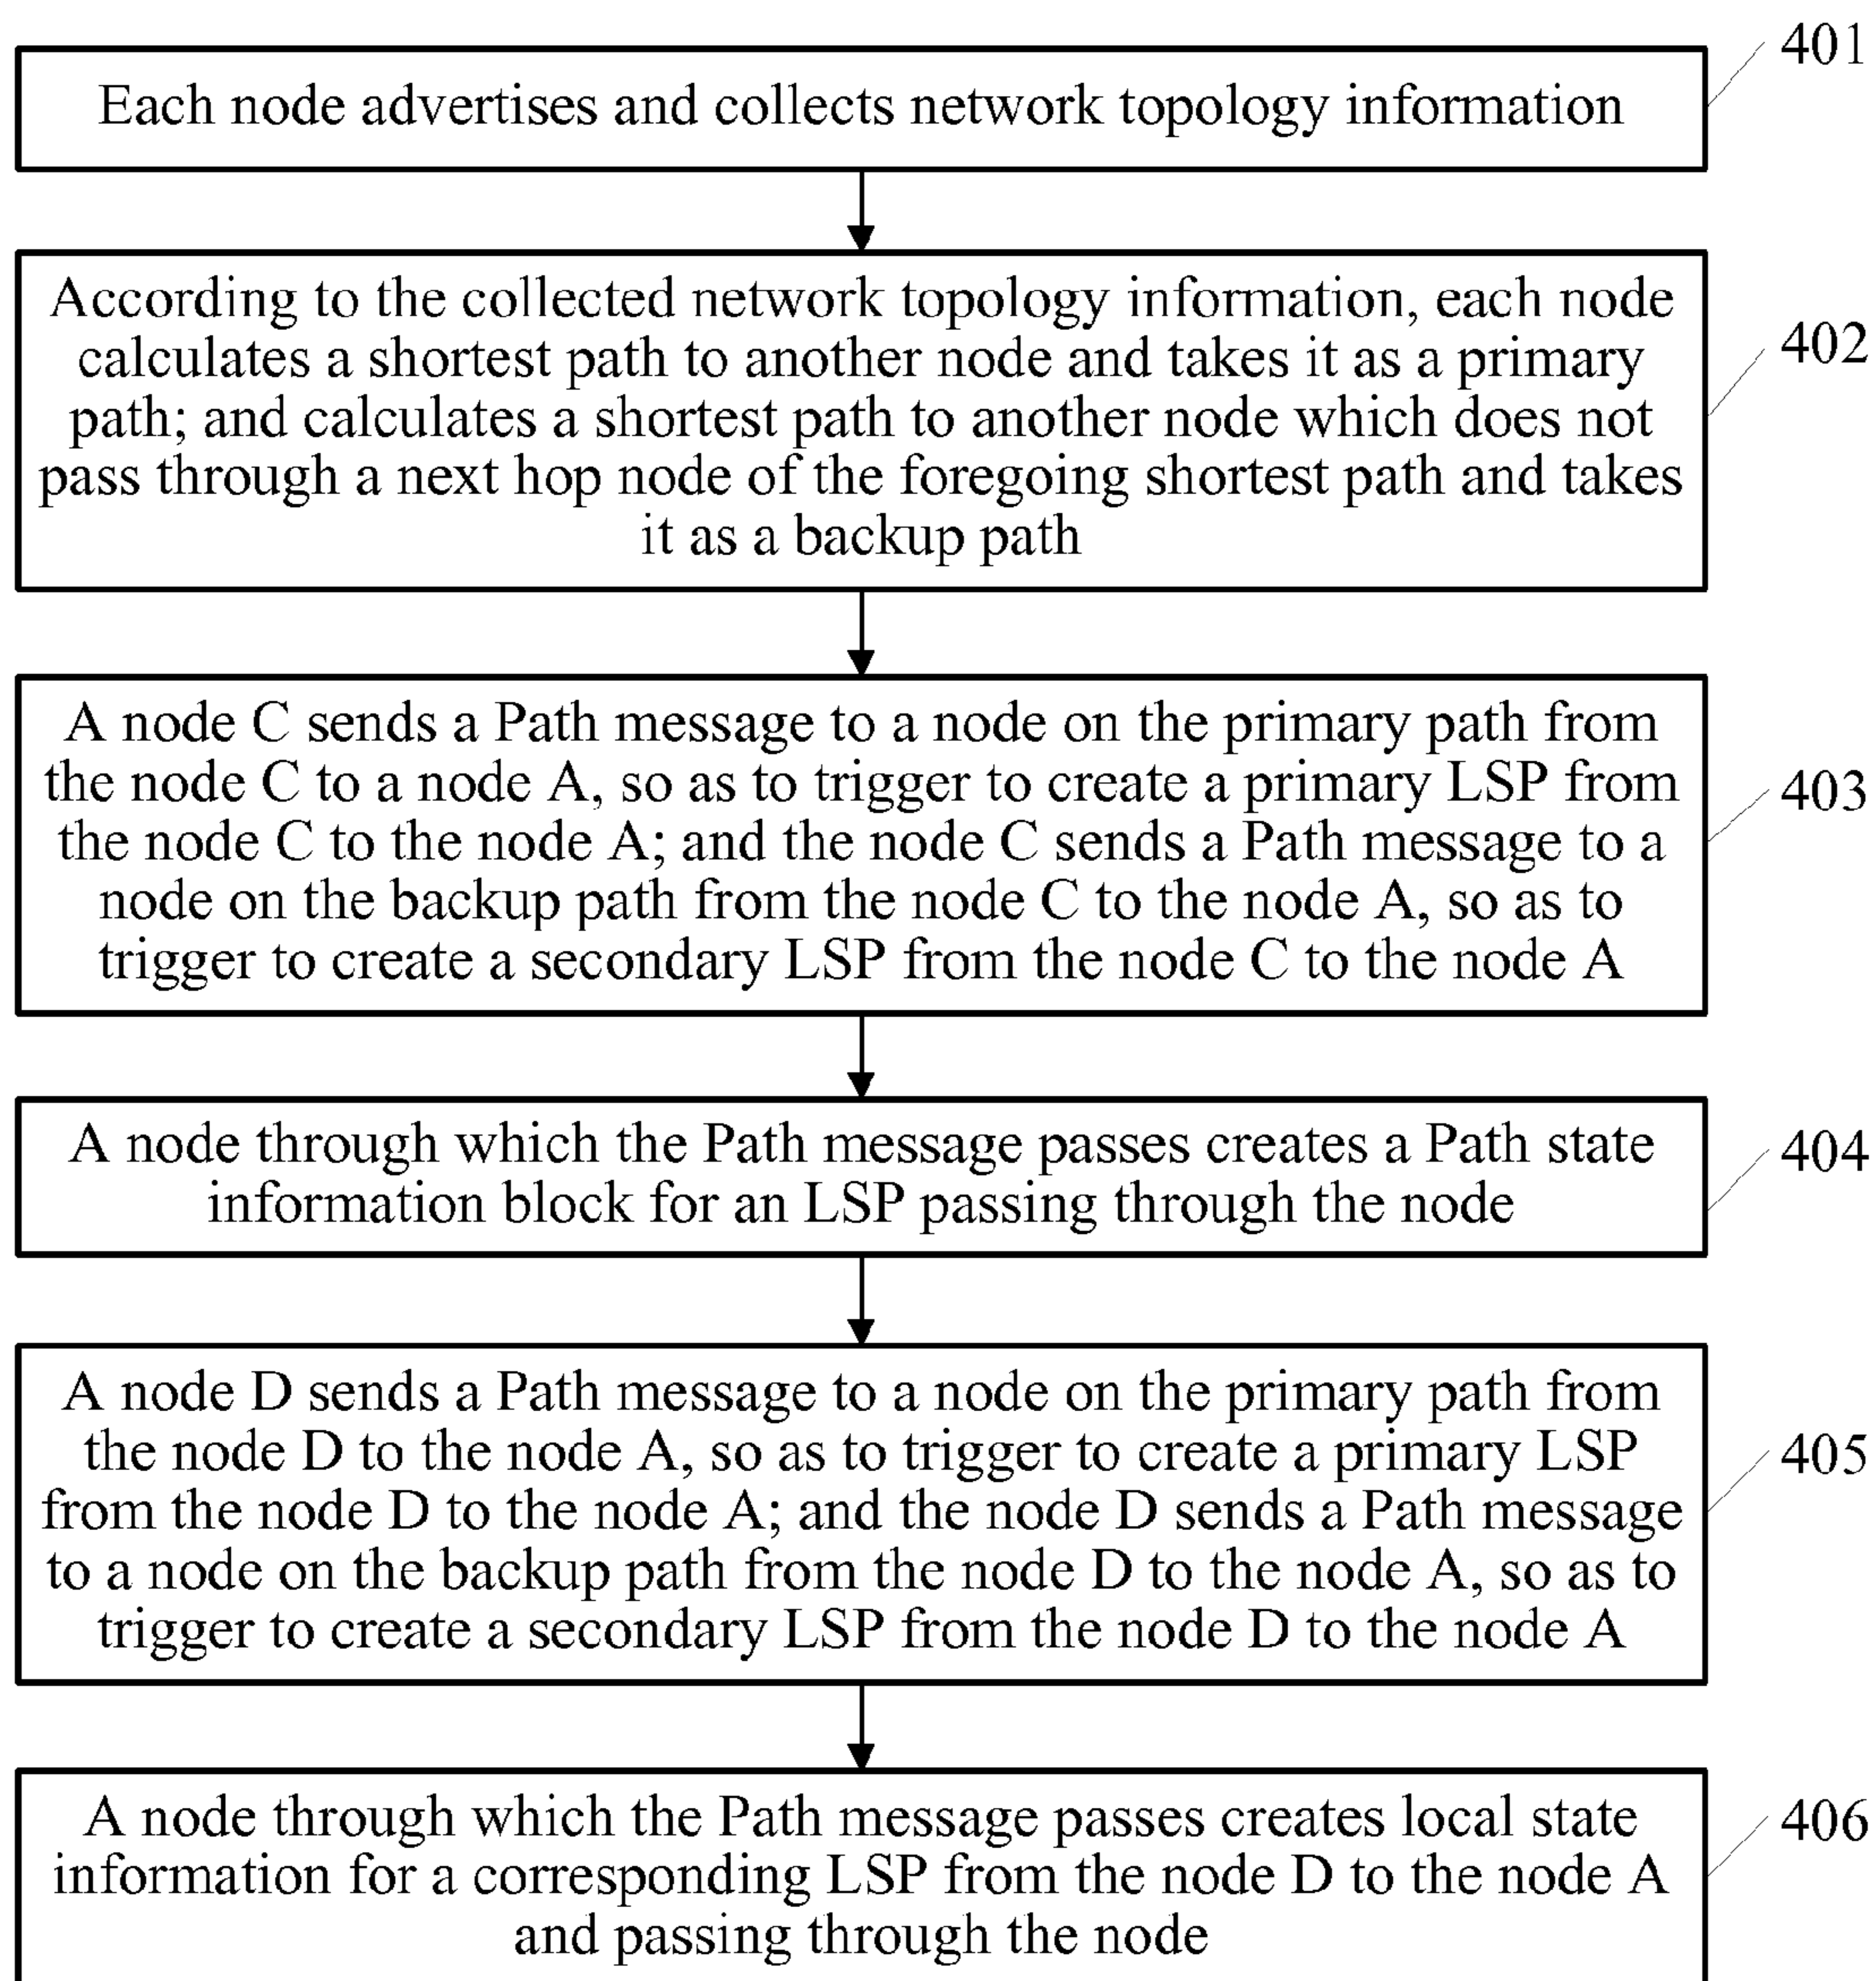 401
Each node advertises and collects network topology information
According to the collected network topology information, each node
calculates a shortest path to another node and takes it as a primary
path; and calculates a shortest path to another node which does not
pass through a next hop node of the foregoing shortest path and takes
it as a backup path
402
A node C sends a Path message to a node on the primary path from
the node C to a node A, so as to trigger to create a primary LSP from
the node C to the node A; and the node C sends a Path message to a
node on the backup path from the node C to the node A, so as to
trigger to create a secondary LSP from the node C to the node A
403
A node through which the Path message passes creates a Path state
information block for an LSP passing through the node
404
A node D sends a Path message to a node on the primary path from
the node D to the node A, so as to trigger to create a primary LSP
from the node D to the node A; and the node D sends a Path message
to a node on the backup path from the node D to the node A, so as to
trigger to create a secondary LSP from the node D to the node A
405
A node through which the Path message passes creates local state
information for a corresponding LSP from the node D to the node A
and passing through the node
406